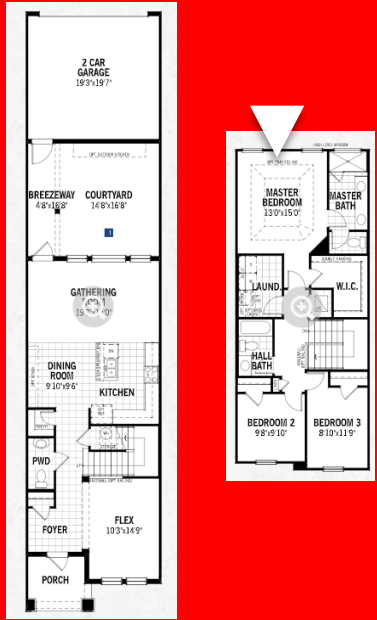 2 CAR
GARAGE
19'3"x19'7"
BREEZEWAY
4'8"x16'8"
COURTYARD
14'8"x16'8"
GATHERING
DINING
ROOM
9'10"x9'6"
KITCHEN
PWD
FOYER
FLEX
10'3"x14'9"
PORCH
MASTER
BEDROOM
13'0"x15'0"
MASTER
BATH
LAUND.
W.I.C.
HALL
BATH
BEDROOM 2
9'8"x9'10"
BEDROOM 3
8'10"x11'9"